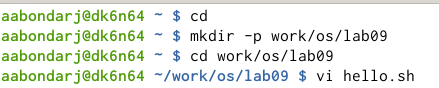 aabondarj@dk6n64 ~ $ cd
aabondarj@dk6n64 ~ $ mkdir -p work/os/lab09
aabondarj@dk6n64 ~ $ cd work/os/lab09
aabondarj@dk6n64 ~/work/os/lab09 $ vi hello.sh